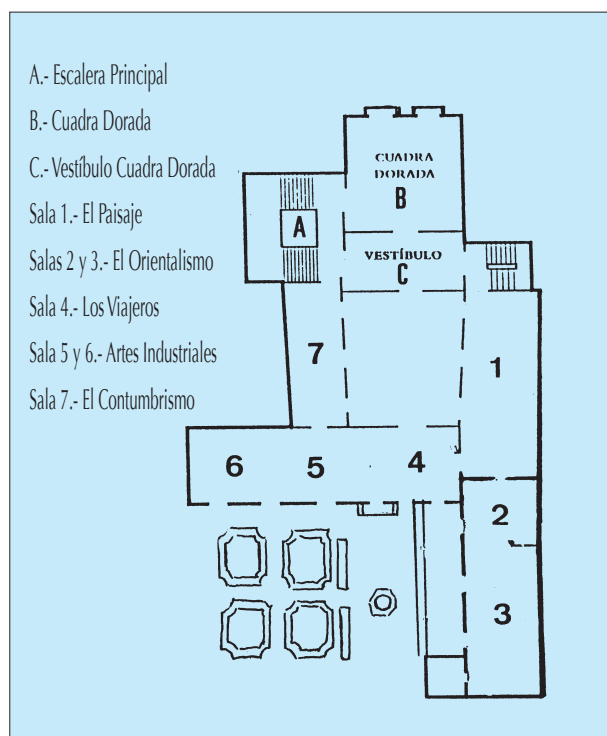 A.- Escalera Principal
B.- Cuadra Dorada
C.- Vestíbulo Cuadra Dorada
Sala 1.- El Paisaje
Salas 2 y 3.- El Orientalismo
Sala 4.- Los Viajeros
Sala 5 y 6.- Artes Industriales
Sala 7.- El Contumbrismo
CUADRA
DORADA
B
A
VESTÍBULO
C
7
1
6
5
4
2
3